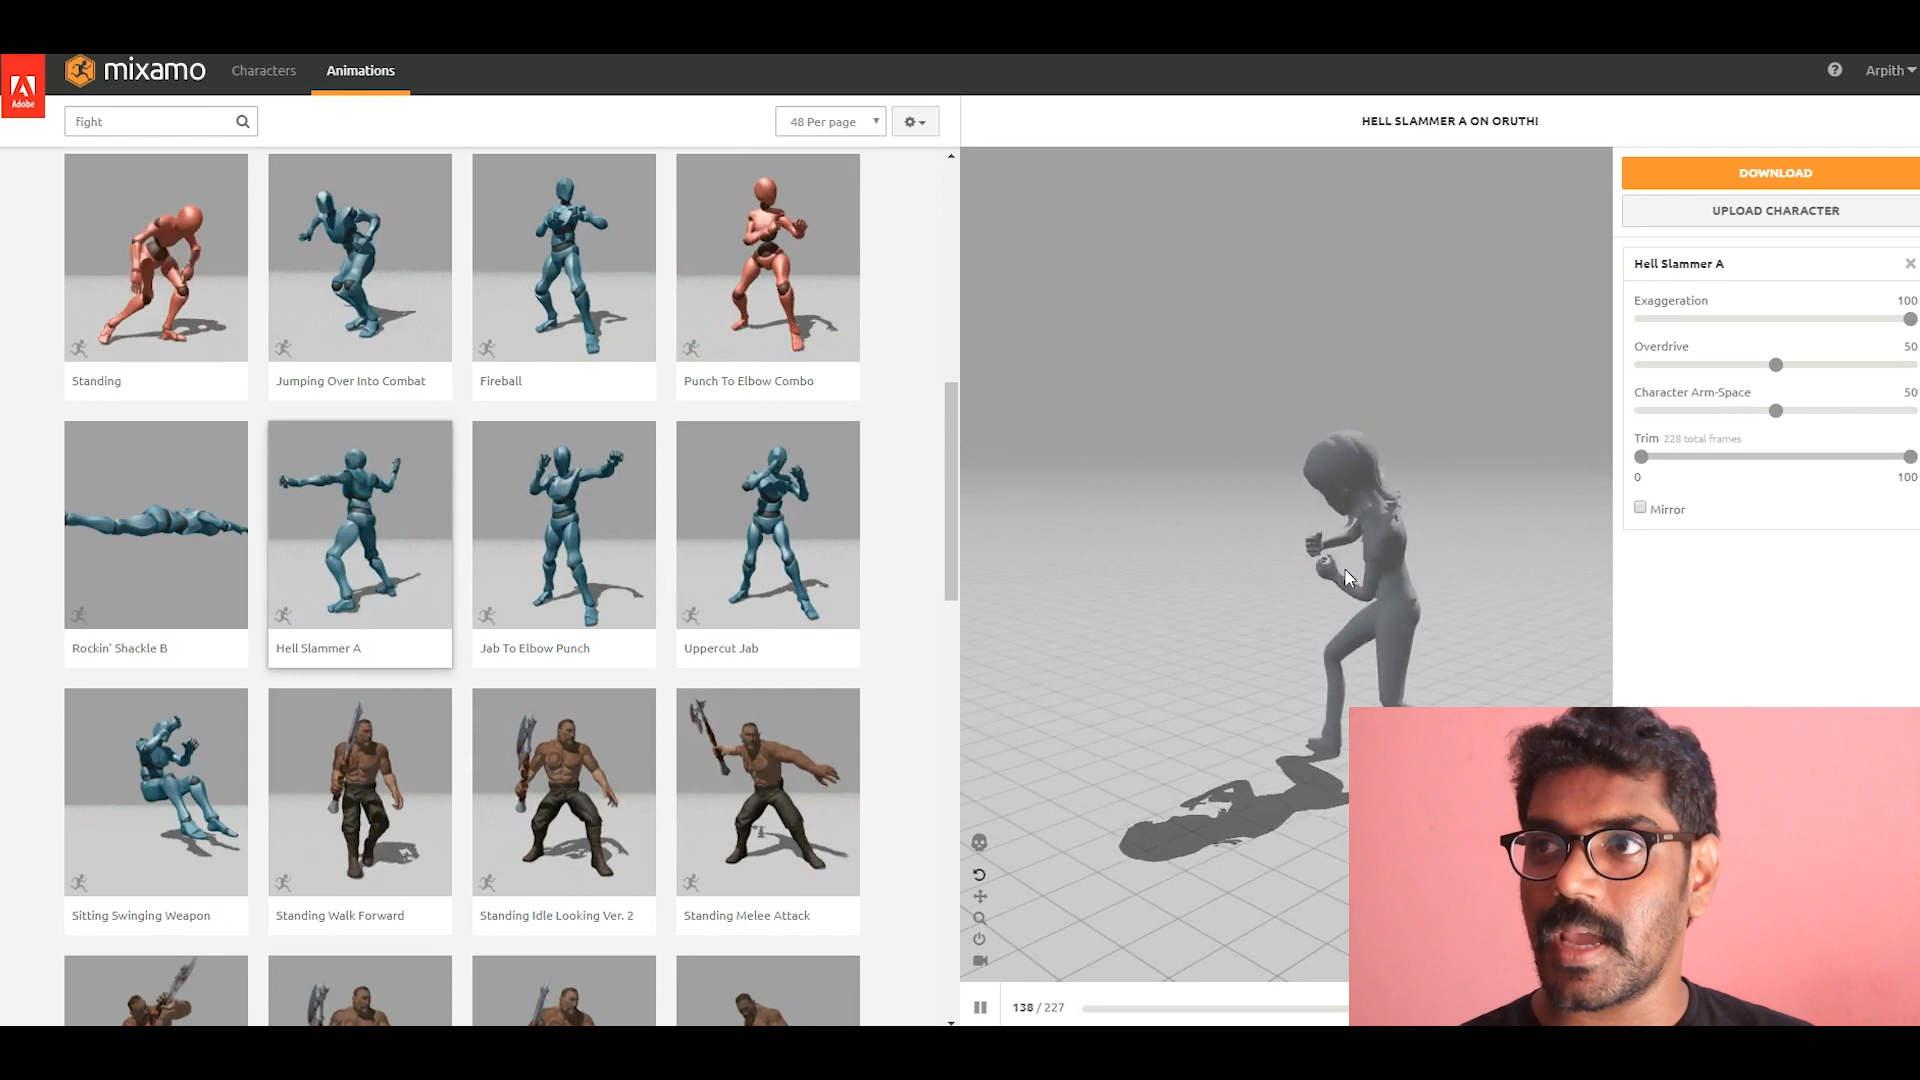 Adobe
mixamo
Characters
Animations
Arpith
fight
48 Per page
HELL SLAMMER A ON ORUTHI
DOWNLOAD
UPLOAD CHARACTER
Hell Slammer A
Exaggeration 100
Overdrive 50
Character Arm-Space 50
Trim 228 total frames
0 100
Mirror
Standing
Jumping Over Into Combat
Fireball
Punch To Elbow Combo
Rockin' Shackle B
Hell Slammer A
Jab To Elbow Punch
Uppercut Jab
Sitting Swinging Weapon
Standing Walk Forward
Standing Idle Looking Ver. 2
Standing Melee Attack
138 / 227